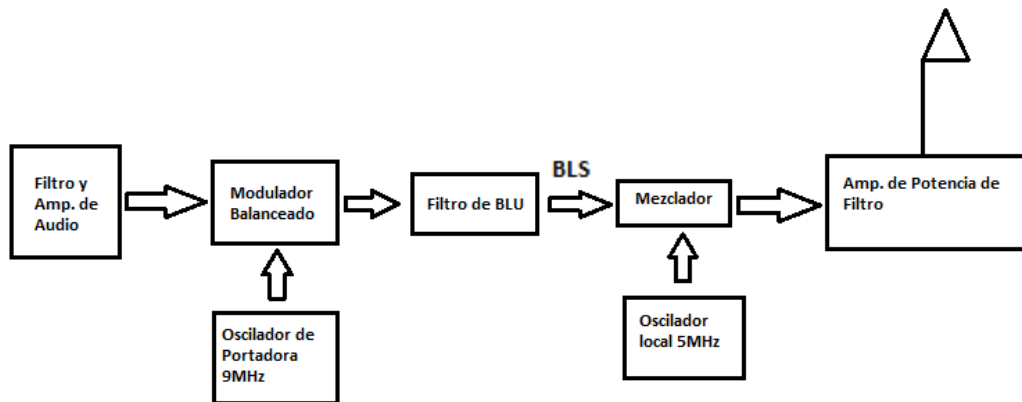 Filtro y
Amp. de
Audio
Modulador
Balanceado
Filtro de BLU
BLS
Mezclador
Amp. de Potencia de
Filtro
Oscilador de
Portadora
9MHz
Oscilador
local 5MHz